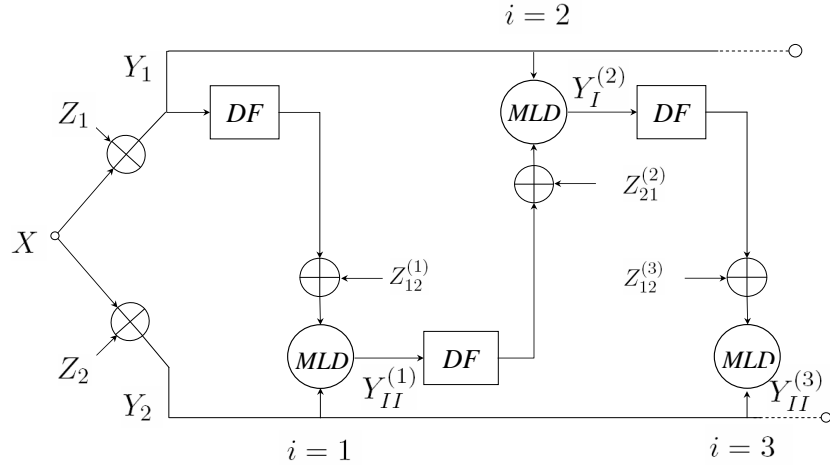 i = 2
Y_1
Y_I^{(2)}
Z_1
DF
MLD
DF
Z_{21}^{(2)}
X
Z_{12}^{(1)}
Z_{12}^{(3)}
Z_2
MLD
DF
MLD
Y_{II}^{(1)}
Y_{II}^{(3)}
Y_2
i = 1
i = 3